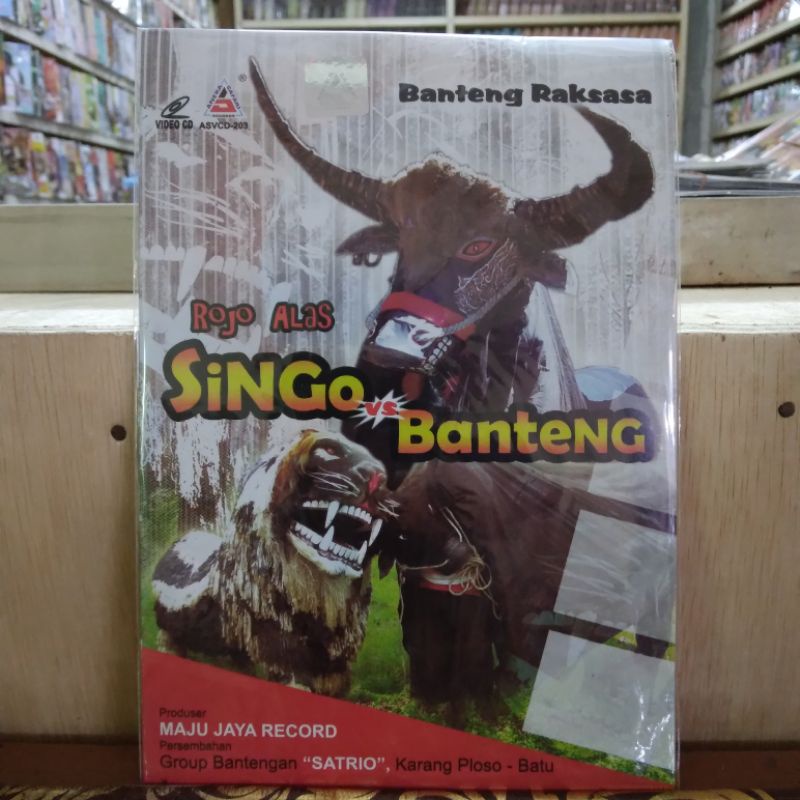 Banteng Raksasa
VIDEO CD
ASVCD-203
®
Rojo Alas
SiNGo vs BanteNG
Produser
MAJU JAYA RECORD
Persembahan
Group Bantengan "SATRIO", Karang Ploso - Batu